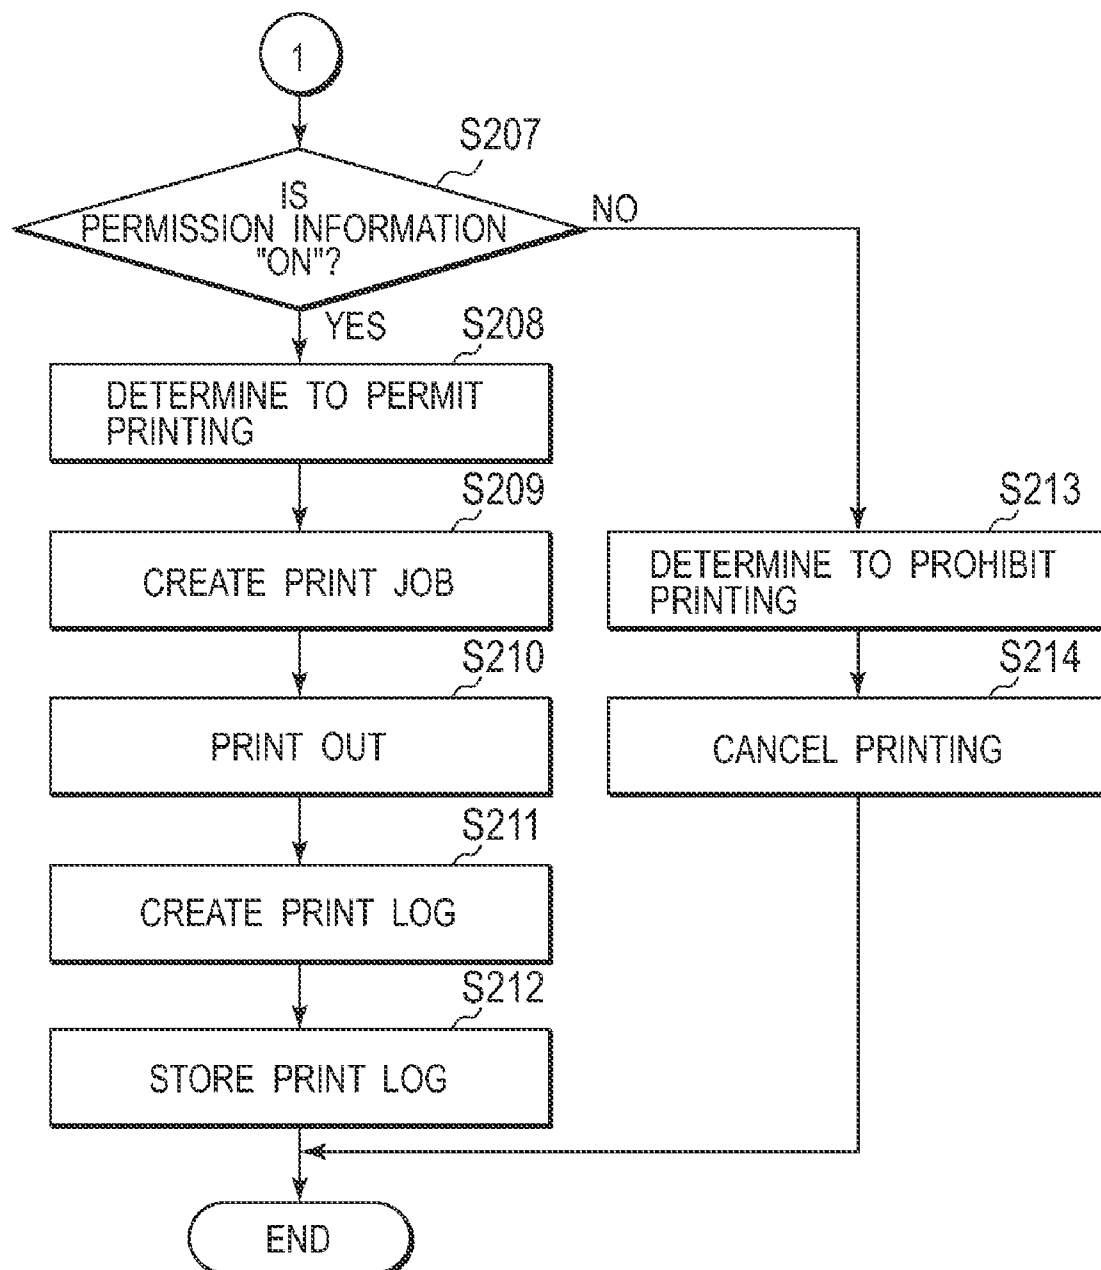 1
S207
IS
PERMISSION INFORMATION
"ON"?
NO
YES
S208
DETERMINE TO PERMIT
PRINTING
S209
CREATE PRINT JOB
S210
PRINT OUT
S211
CREATE PRINT LOG
S212
STORE PRINT LOG
S213
DETERMINE TO PROHIBIT
PRINTING
S214
CANCEL PRINTING
END